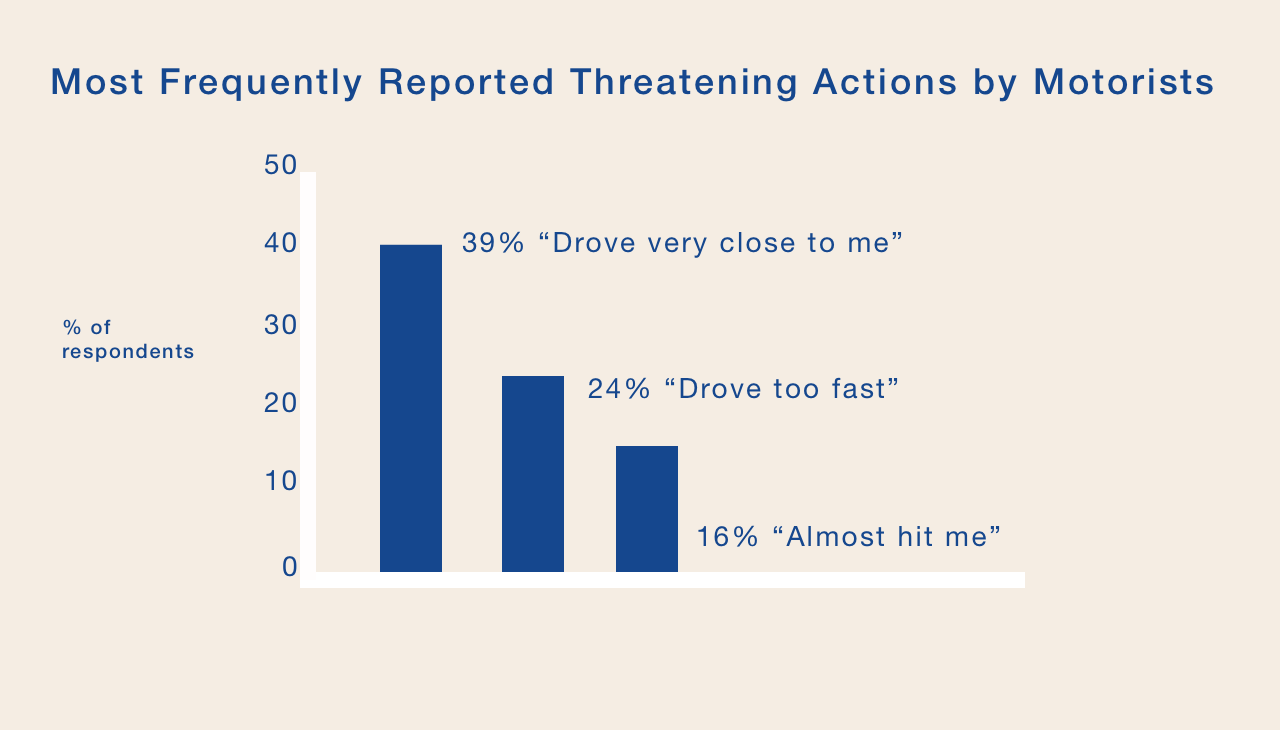 Most Frequently Reported Threatening Actions by Motorists
50
40
30
20
10
0
% of
respondents
39% “Drove very close to me”
24% “Drove too fast”
16% “Almost hit me”